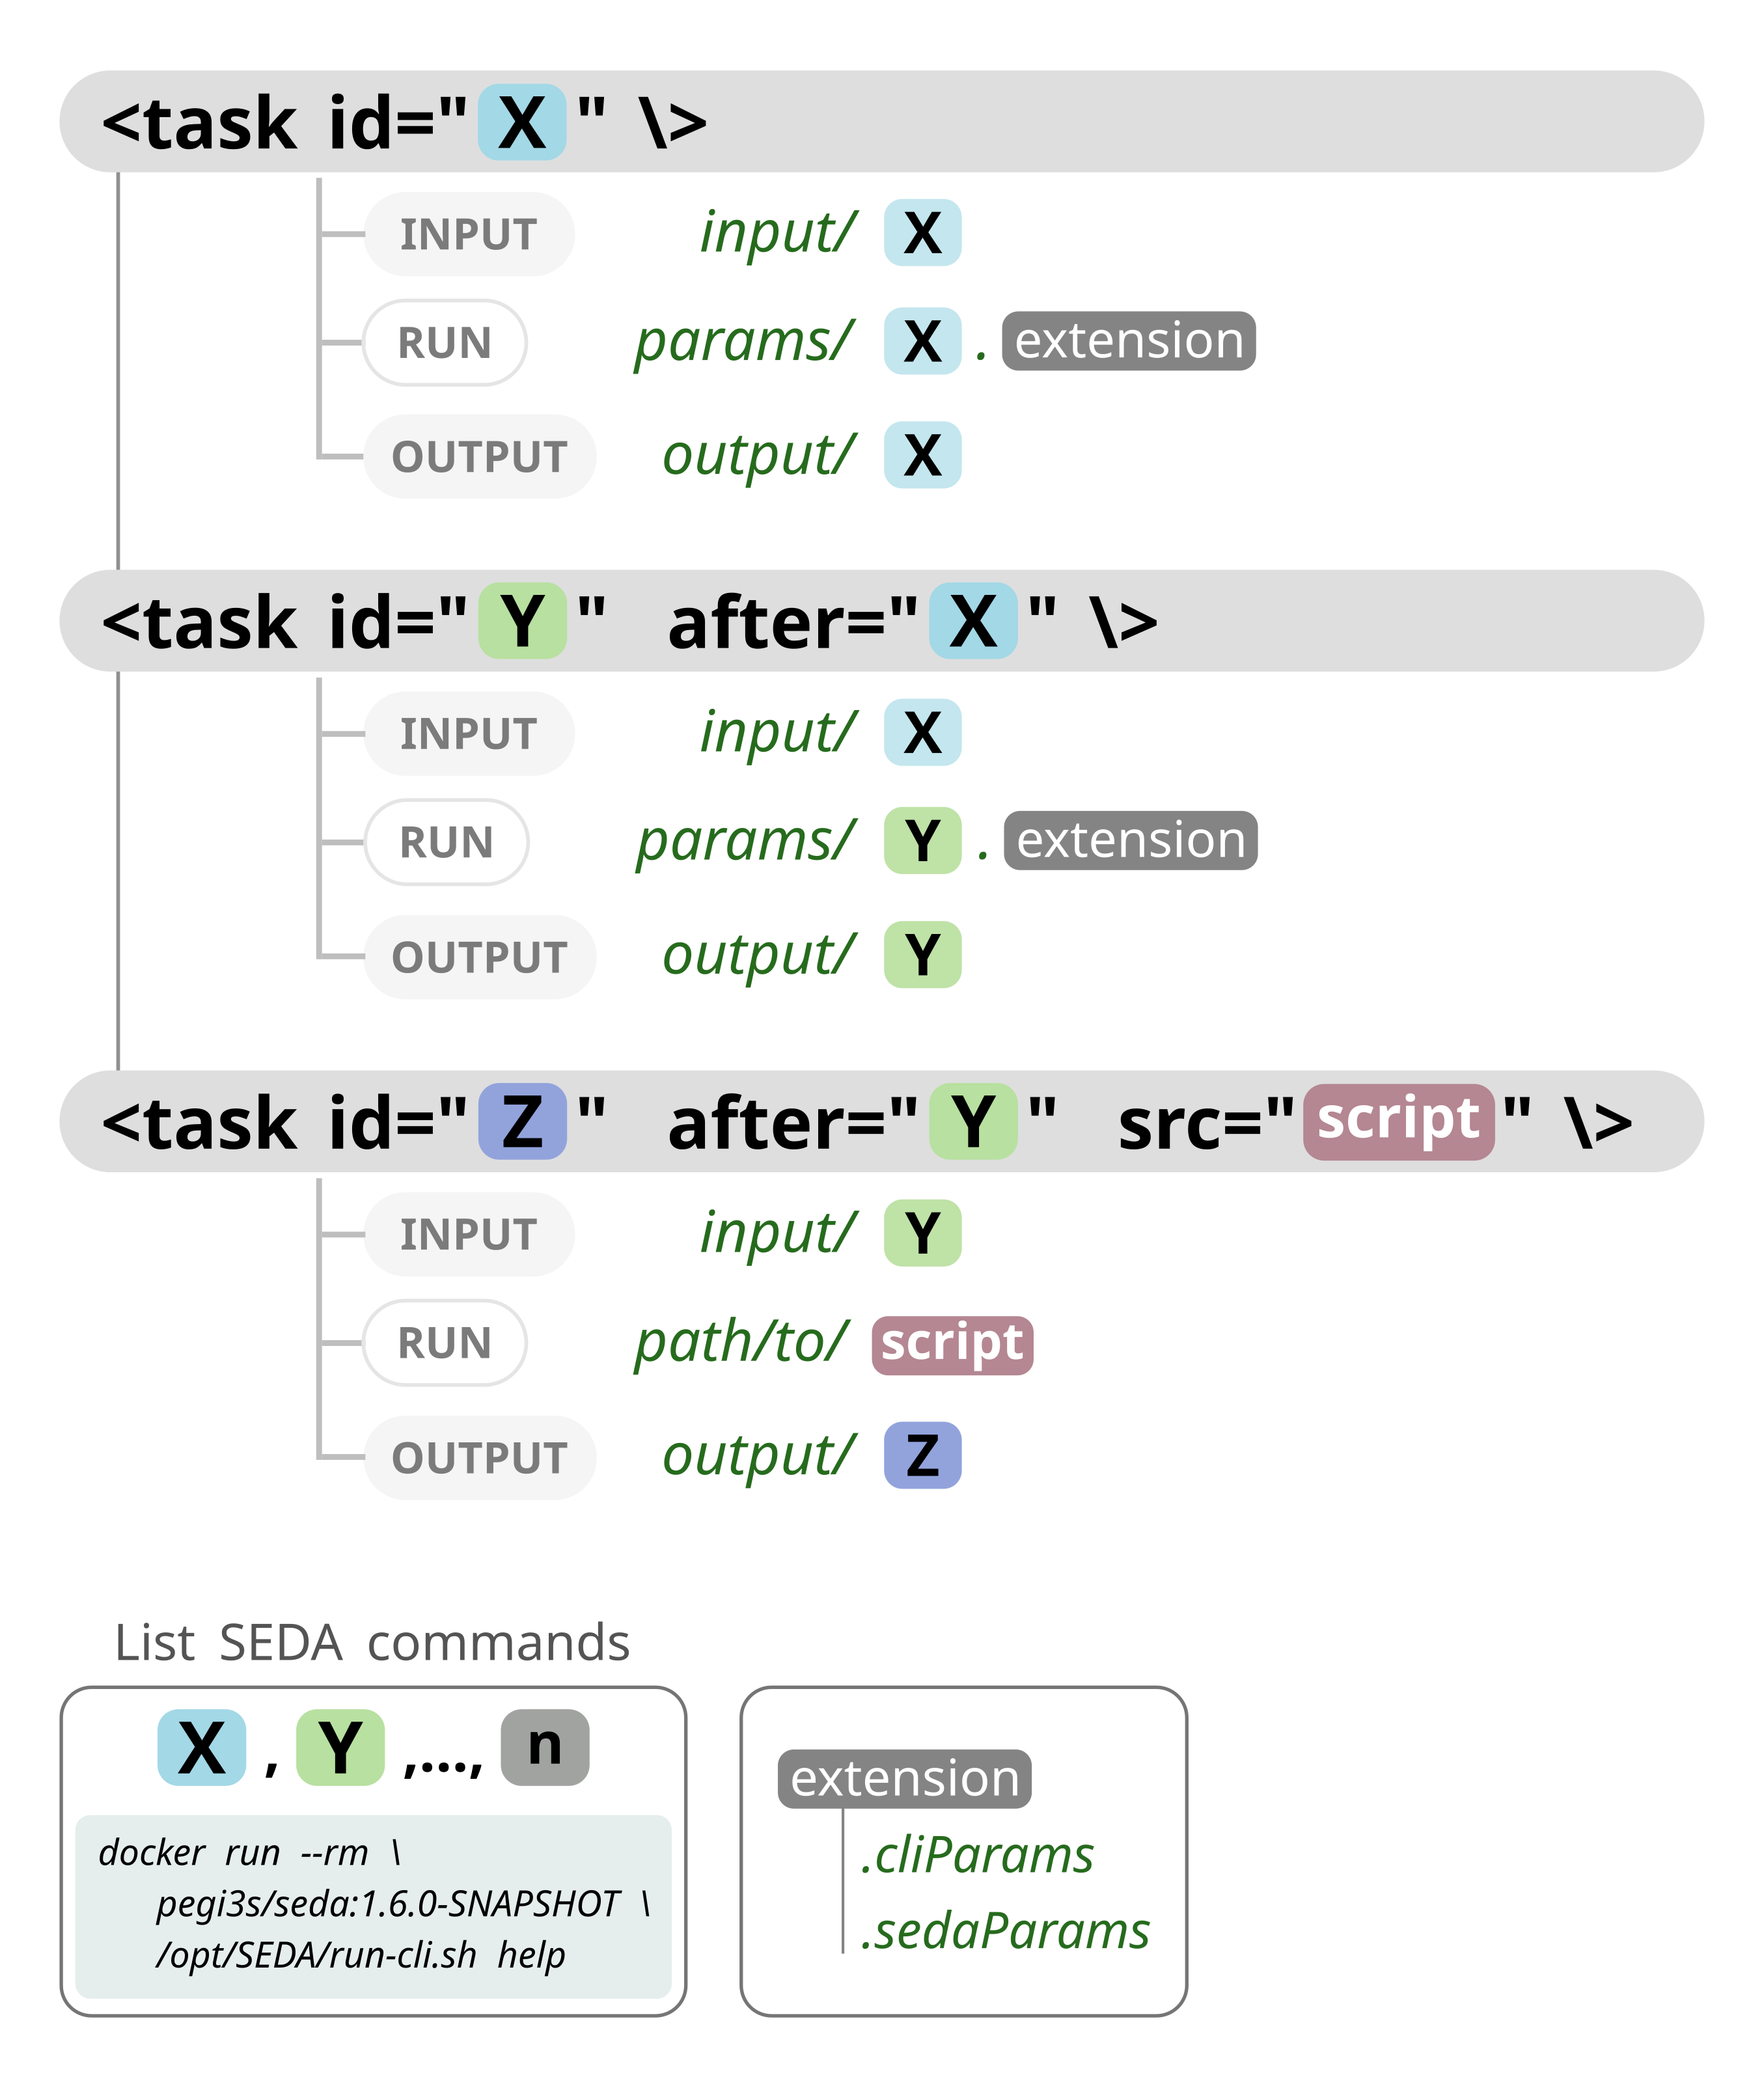 <task id="X" \>
INPUT input/ X
RUN params/ X . extension
OUTPUT output/ X
<task id="Y" after="X" \>
INPUT input/ X
RUN params/ Y . extension
OUTPUT output/ Y
<task id="Z" after="Y" src="script" \>
INPUT input/ Y
RUN path/to/ script
OUTPUT output/ Z
List SEDA commands
X , Y ,..., n
docker run --rm \
pegi3s/seda:1.6.0-SNAPSHOT \
/opt/SEDA/run-cli.sh help
extension
.cliParams
.sedaParams